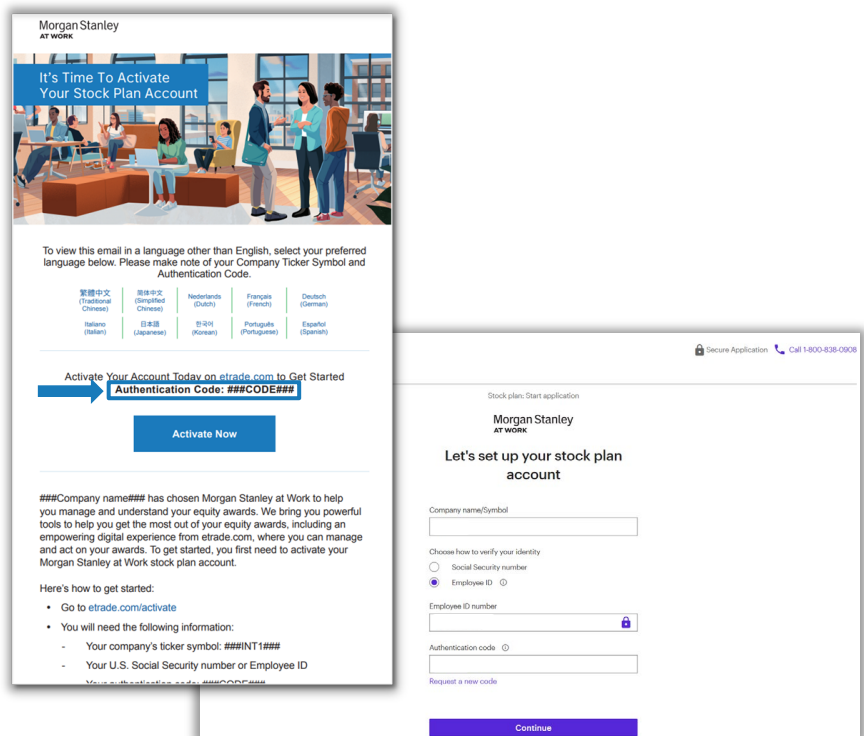 Morgan Stanley
AT WORK
It's Time To Activate
Your Stock Plan Account
To view this email in a language other than English, select your preferred
language below. Please make note of your Company Ticker Symbol and
Authentication Code.
繁體中文
(Traditional
Chinese)
简体中文
(Simplified
Chinese)
Nederlands
(Dutch)
Français
(French)
Deutsch
(German)
Italiano
(Italian)
日本語
(Japanese)
한국어
(Korean)
Português
(Portuguese)
Español
(Spanish)
Activate Your Account Today on etrade.com to Get Started
Authentication Code: ###CODE###
Activate Now
###Company name### has chosen Morgan Stanley at Work to help
you manage and understand your equity awards. We bring you powerful
tools to help you get the most out of your equity awards, including an
empowering digital experience from etrade.com, where you can manage
and act on your awards. To get started, you first need to activate your
Morgan Stanley at Work stock plan account.
Here's how to get started:
• Go to etrade.com/activate
• You will need the following information:
- Your company's ticker symbol: ###INT1###
- Your U.S. Social Security number or Employee ID
- Your authentication code: ###CODE###
Secure Application
Call 1-800-838-0908
Stock plan: Start application
Morgan Stanley
AT WORK
Let's set up your stock plan
account
Company name/Symbol
Choose how to verify your identity
Social Security number
Employee ID
Employee ID number
Authentication code
Request a new code
Continue